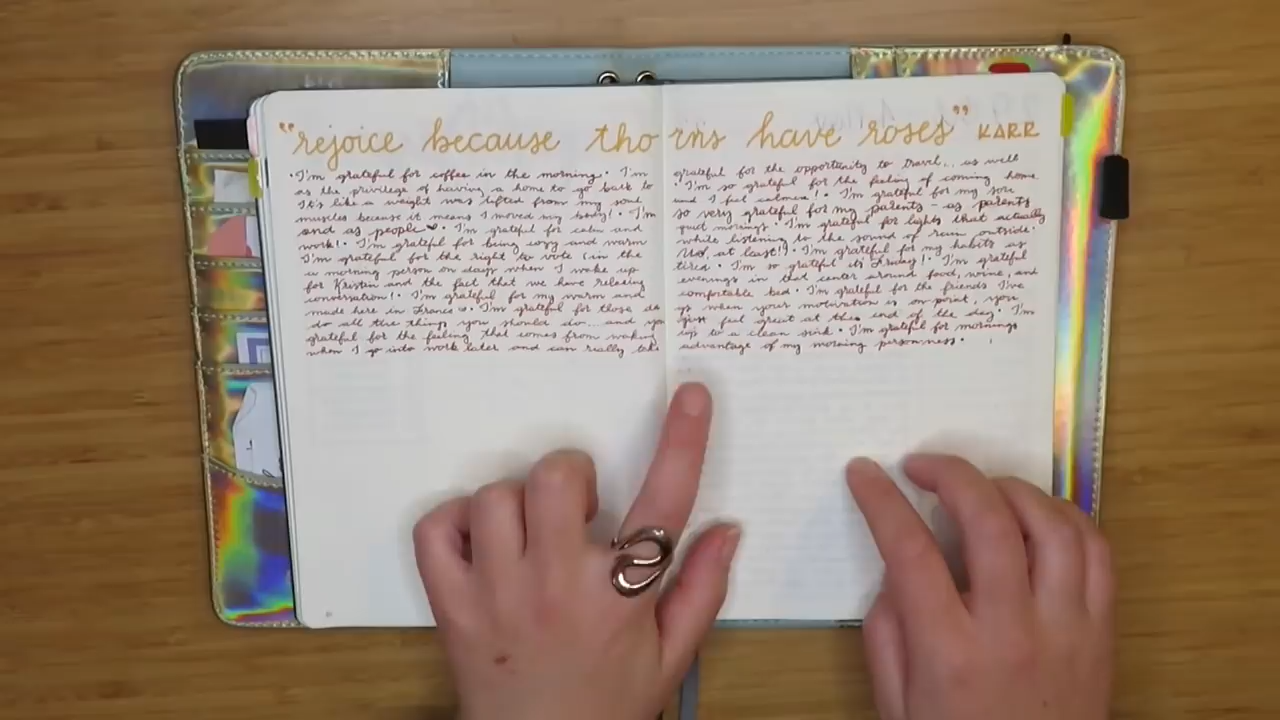 "rejoice because thorns have roses" KARR
• I'm grateful for coffee in the morning. • I'm grateful for the opportunity to travel.. as well
as the privilege of having a home to go back to • I'm so grateful for the feeling of coming home
It's like a weight was lifted from my soul and I feel calmer! • I'm grateful for my sore
muscles because it means I moved my body! • I'm so very grateful for my parents - as parents
and as people ♥ • I'm grateful for calm and quiet mornings • I'm grateful for lights that actually
work! • I'm grateful for being cozy and warm while listening to the sound of rain outside.
I'm grateful for the right to vote (in the US, at least!) • I'm grateful for my habits as
a morning person on days when I wake up tired • I'm so grateful it's Friday! • I'm grateful
for Kristin and the fact that we have relaxing evenings in that center around food, wine, and
conversation! • I'm grateful for my warm and comfortable bed • I'm grateful for the friends I've
made here in France • I'm grateful for those days when your motivation is on point, you
do all the things you should do... and you just feel great at the end of the day. • I'm
grateful for the feeling that comes from waking up to a clean sink • I'm grateful for mornings
when I go into work later and can really take advantage of my morning personness. •